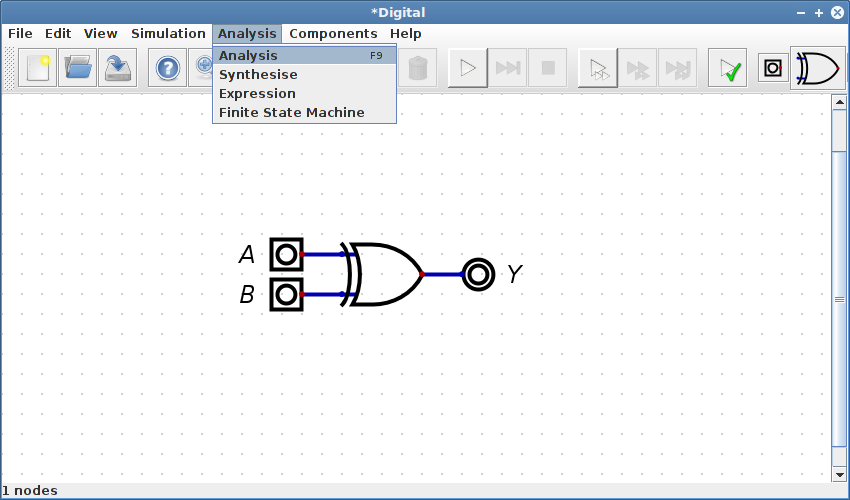 *Digital
File Edit View Simulation Analysis Components Help
Analysis F9
Synthesise
Expression
Finite State Machine
A
B
Y
1 nodes